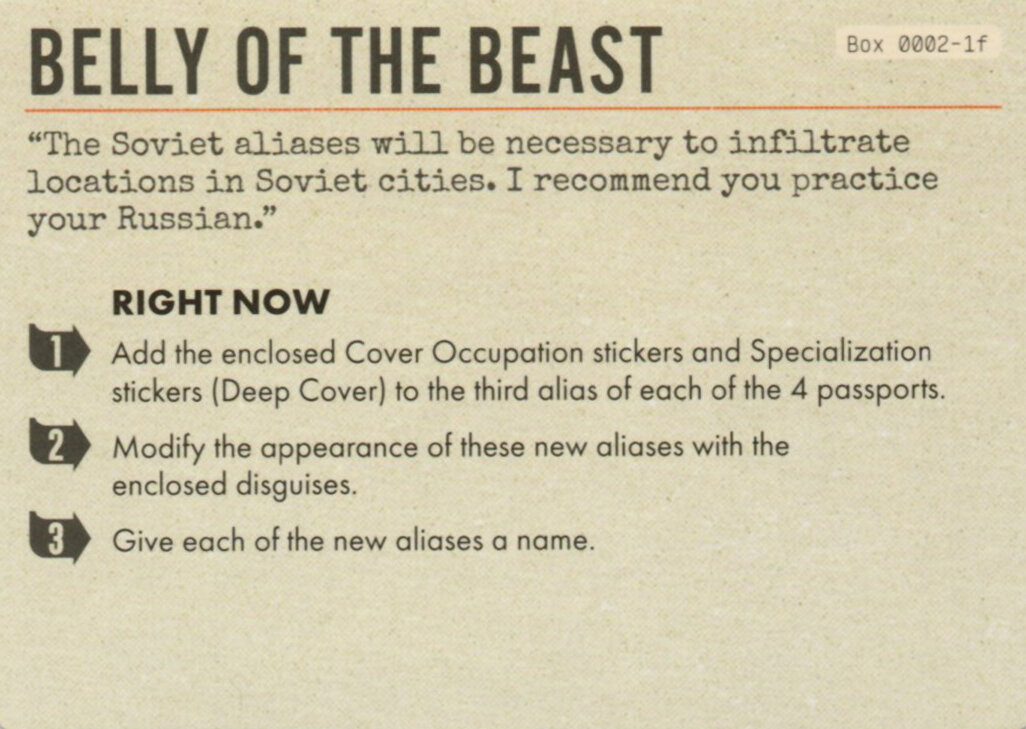 BELLY OF THE BEAST
Box 0002-1f
“The Soviet aliases will be necessary to infiltrate
locations in Soviet cities. I recommend you practice
your Russian.”
RIGHT NOW
1 Add the enclosed Cover Occupation stickers and Specialization
stickers (Deep Cover) to the third alias of each of the 4 passports.
2 Modify the appearance of these new aliases with the
enclosed disguises.
3 Give each of the new aliases a name.